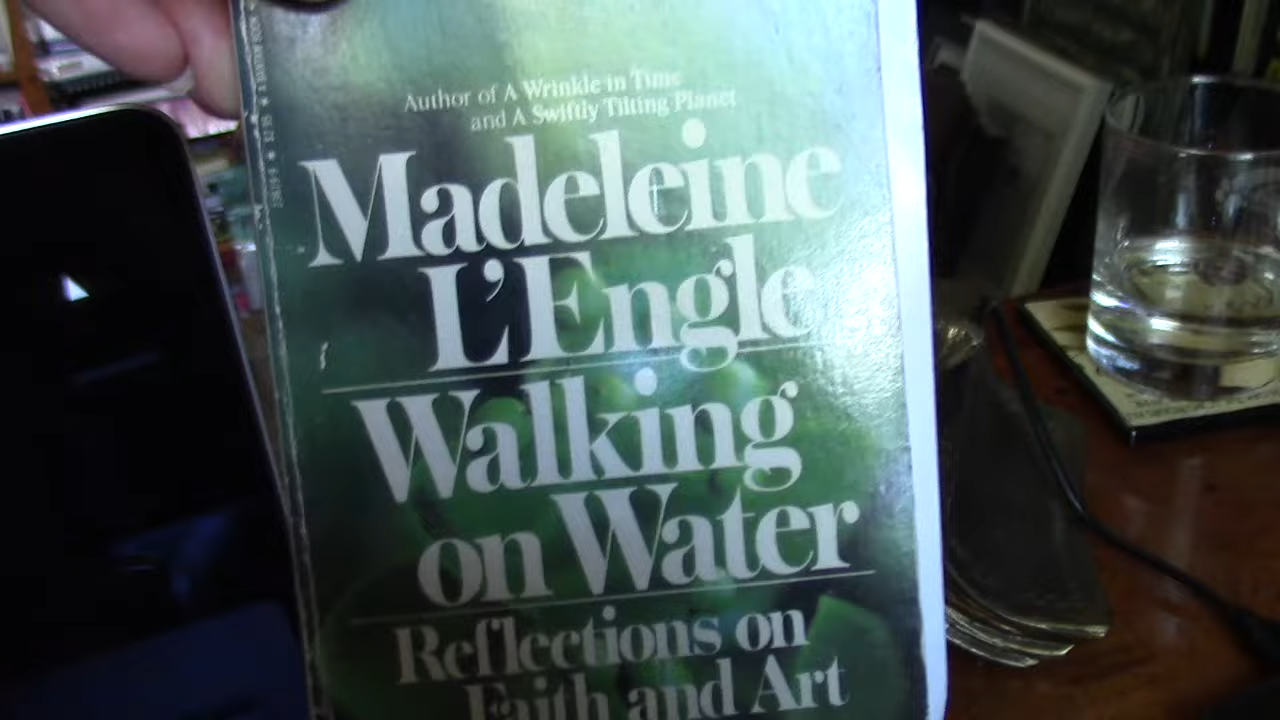 Author of A Wrinkle in Time
and A Swiftly Tilting Planet
Madeleine
L'Engle
Walking
on Water
Reflections on
Faith and Art